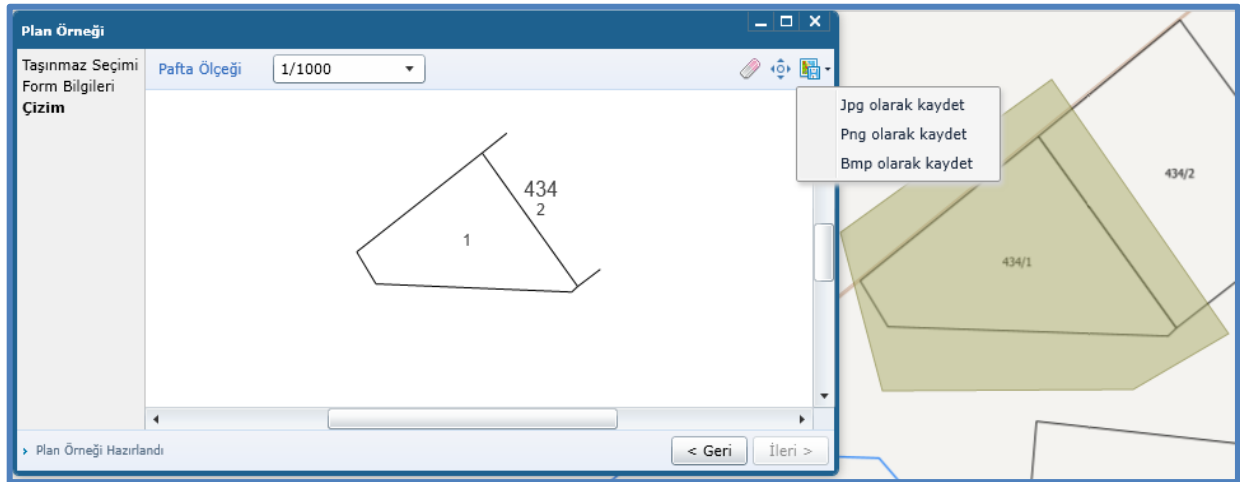 Plan Örneği
Taşınmaz Seçimi
Form Bilgileri
Çizim
Pafta Ölçeği
1/1000
Jpg olarak kaydet
Png olarak kaydet
Bmp olarak kaydet
434
2
1
434/2
434/1
Plan Örneği Hazırlandı
< Geri
İleri >